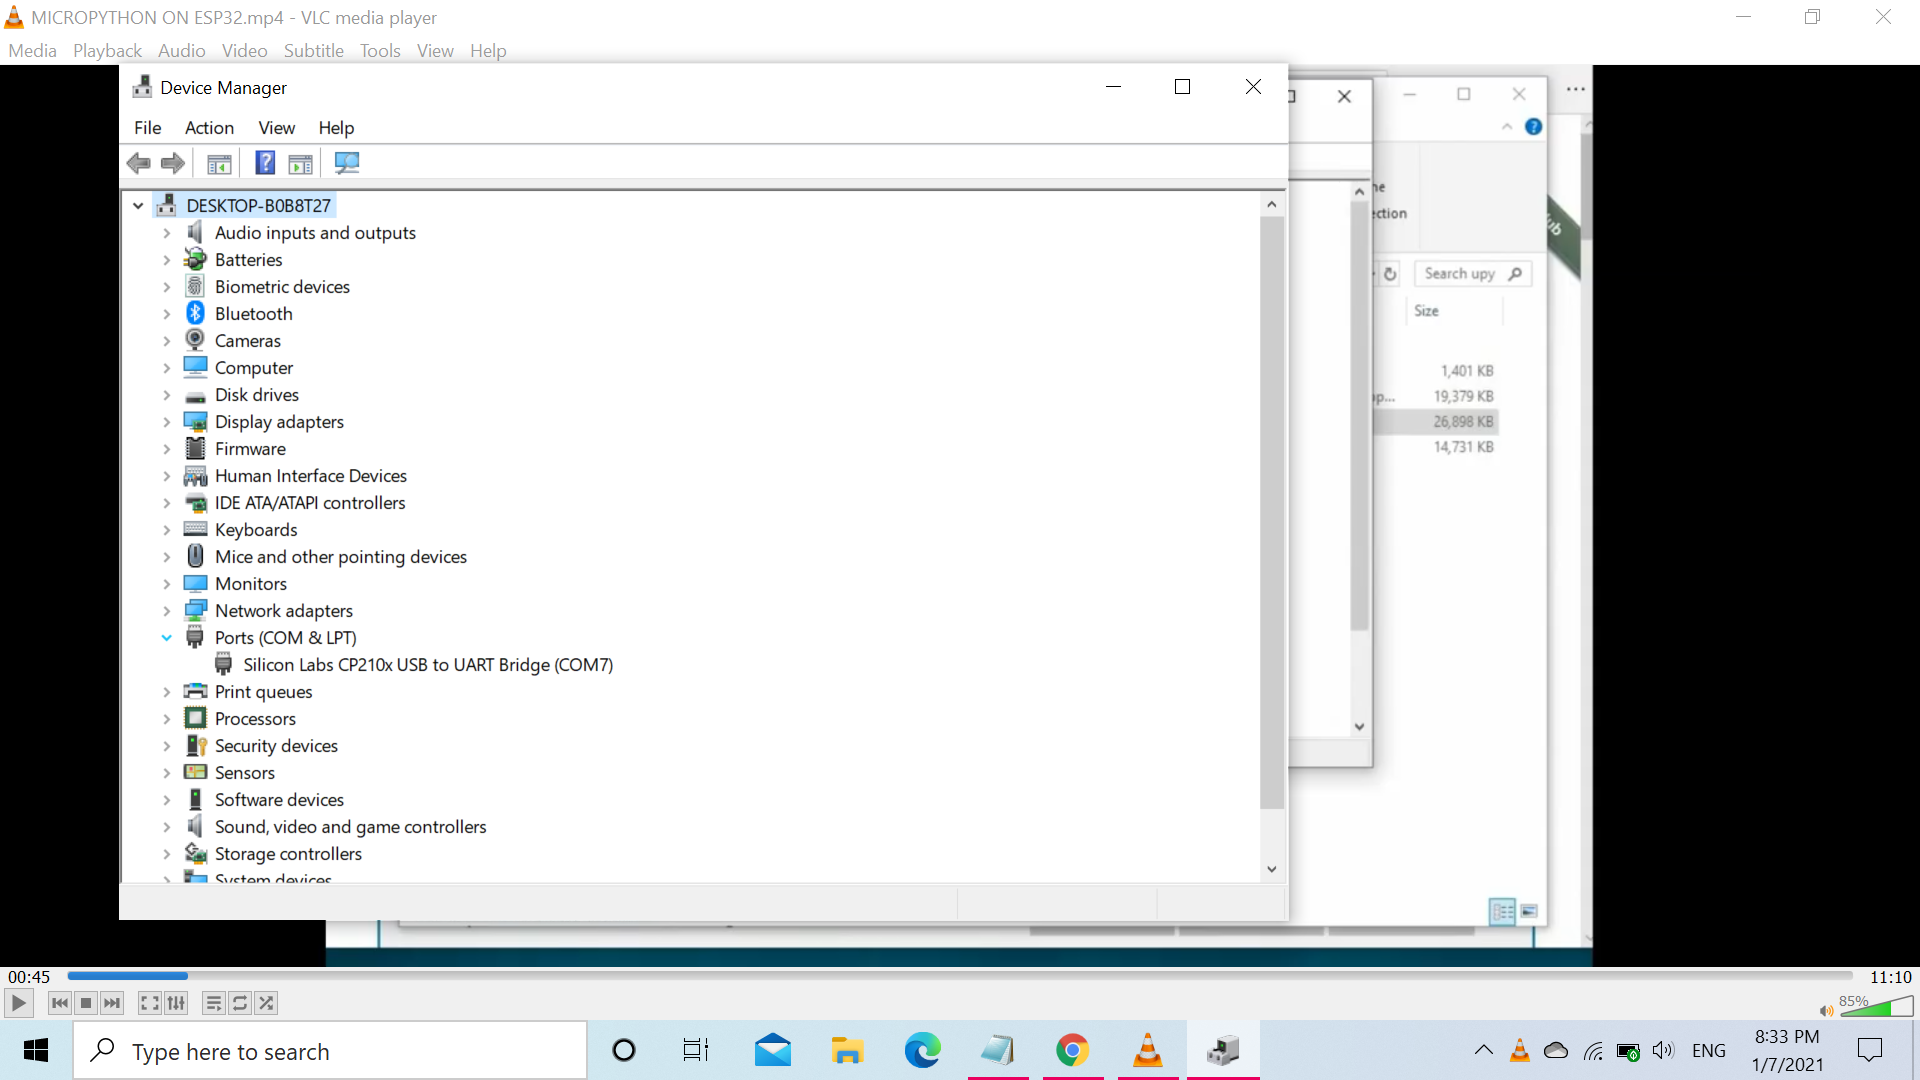 MICROPYTHON ON ESP32.mp4 - VLC media player
Media Playback Audio Video Subtitle Tools View Help
Device Manager
File Action View Help
DESKTOP-B0B8T27
Audio inputs and outputs
Batteries
Biometric devices
Bluetooth
Cameras
Computer
Disk drives
Display adapters
Firmware
Human Interface Devices
IDE ATA/ATAPI controllers
Keyboards
Mice and other pointing devices
Monitors
Network adapters
Ports (COM & LPT)
Silicon Labs CP210x USB to UART Bridge (COM7)
Print queues
Processors
Security devices
Sensors
Software devices
Sound, video and game controllers
Storage controllers
System devices
Search upy
Size
1,401 KB
19,379 KB
26,898 KB
14,731 KB
00:45
11:10
85%
Type here to search
ENG
8:33 PM
1/7/2021